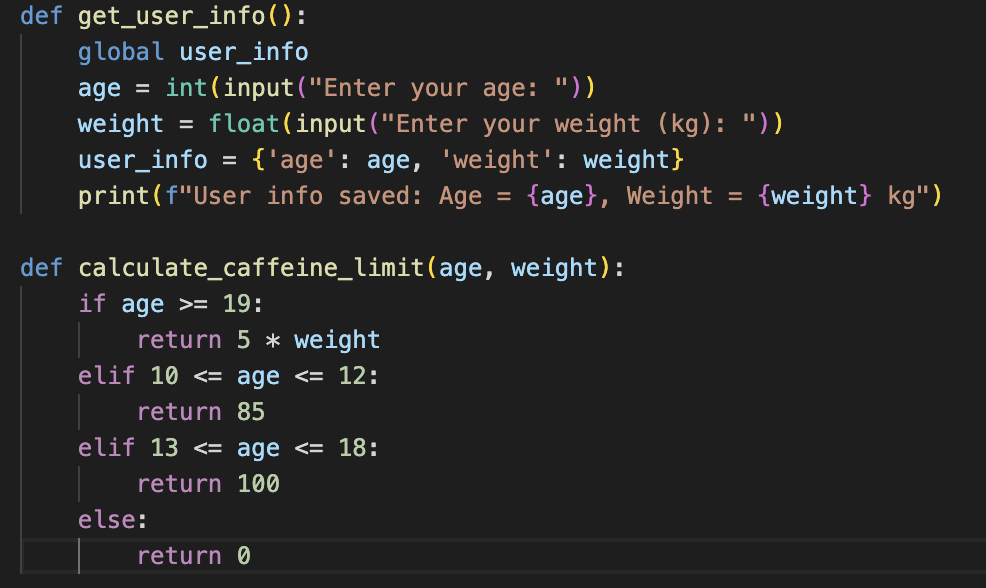 def get_user_info():
    global user_info
    age = int(input("Enter your age: "))
    weight = float(input("Enter your weight (kg): "))
    user_info = {'age': age, 'weight': weight}
    print(f"User info saved: Age = {age}, Weight = {weight} kg")

def calculate_caffeine_limit(age, weight):
    if age >= 19:
        return 5 * weight
    elif 10 <= age <= 12:
        return 85
    elif 13 <= age <= 18:
        return 100
    else:
        return 0